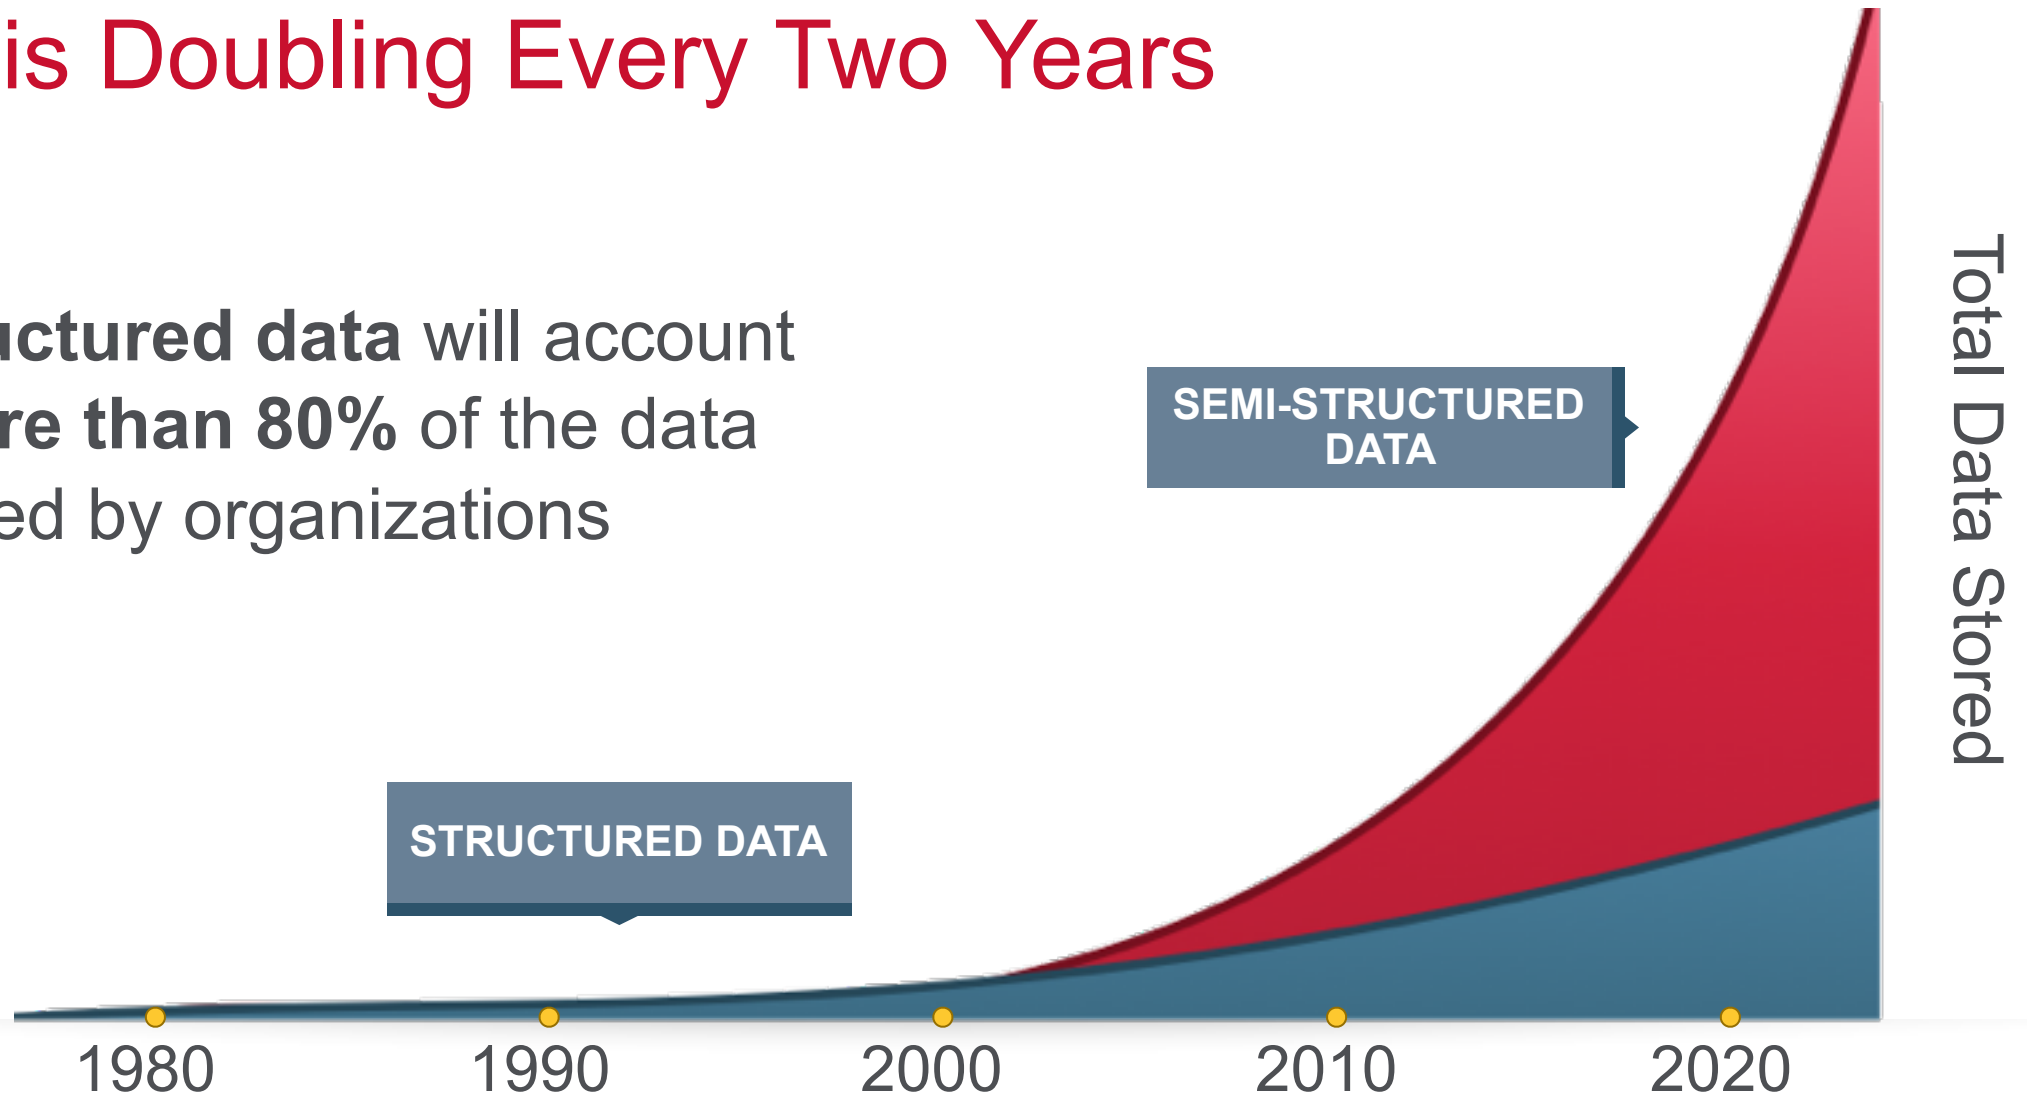 is Doubling Every Two Years
uctured data will account
re than 80% of the data
ed by organizations
SEMI-STRUCTURED
DATA
STRUCTURED DATA
Total Data Stored
1980
1990
2000
2010
2020